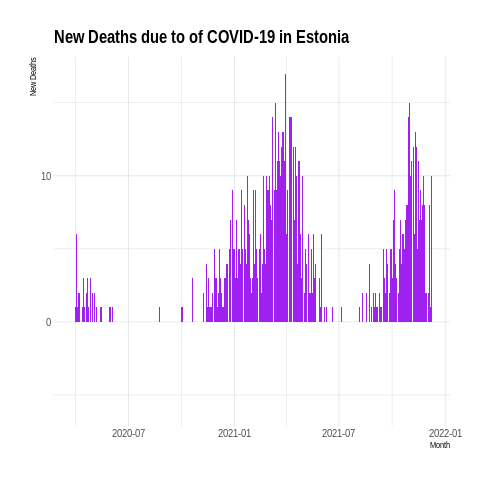 New Deaths due to of COVID-19 in Estonia
New Deaths
10
0
2020-07
2021-01
2021-07
2022-01
Month